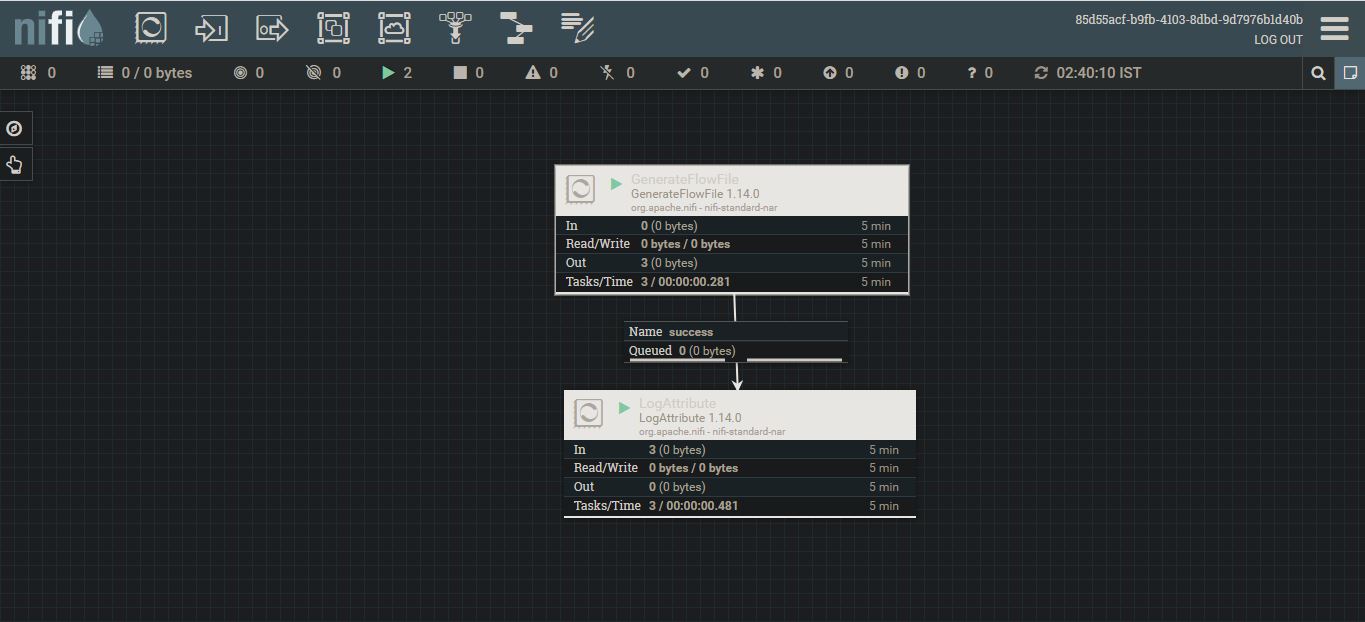 nifi
85d55acf-b9fb-4103-8dbd-9d7976b1d40b
LOG OUT
0 0 / 0 bytes 0 0 2 0 0 0 0 0 0 0 ? 0 02:40:10 IST
GenerateFlowFile
GenerateFlowFile 1.14.0
org.apache.nifi - nifi-standard-nar
In 0 (0 bytes) 5 min
Read/Write 0 bytes / 0 bytes 5 min
Out 3 (0 bytes) 5 min
Tasks/Time 3 / 00:00:00.281 5 min
Name success
Queued 0 (0 bytes)
LogAttribute
LogAttribute 1.14.0
org.apache.nifi - nifi-standard-nar
In 3 (0 bytes) 5 min
Read/Write 0 bytes / 0 bytes 5 min
Out 0 (0 bytes) 5 min
Tasks/Time 3 / 00:00:00.481 5 min